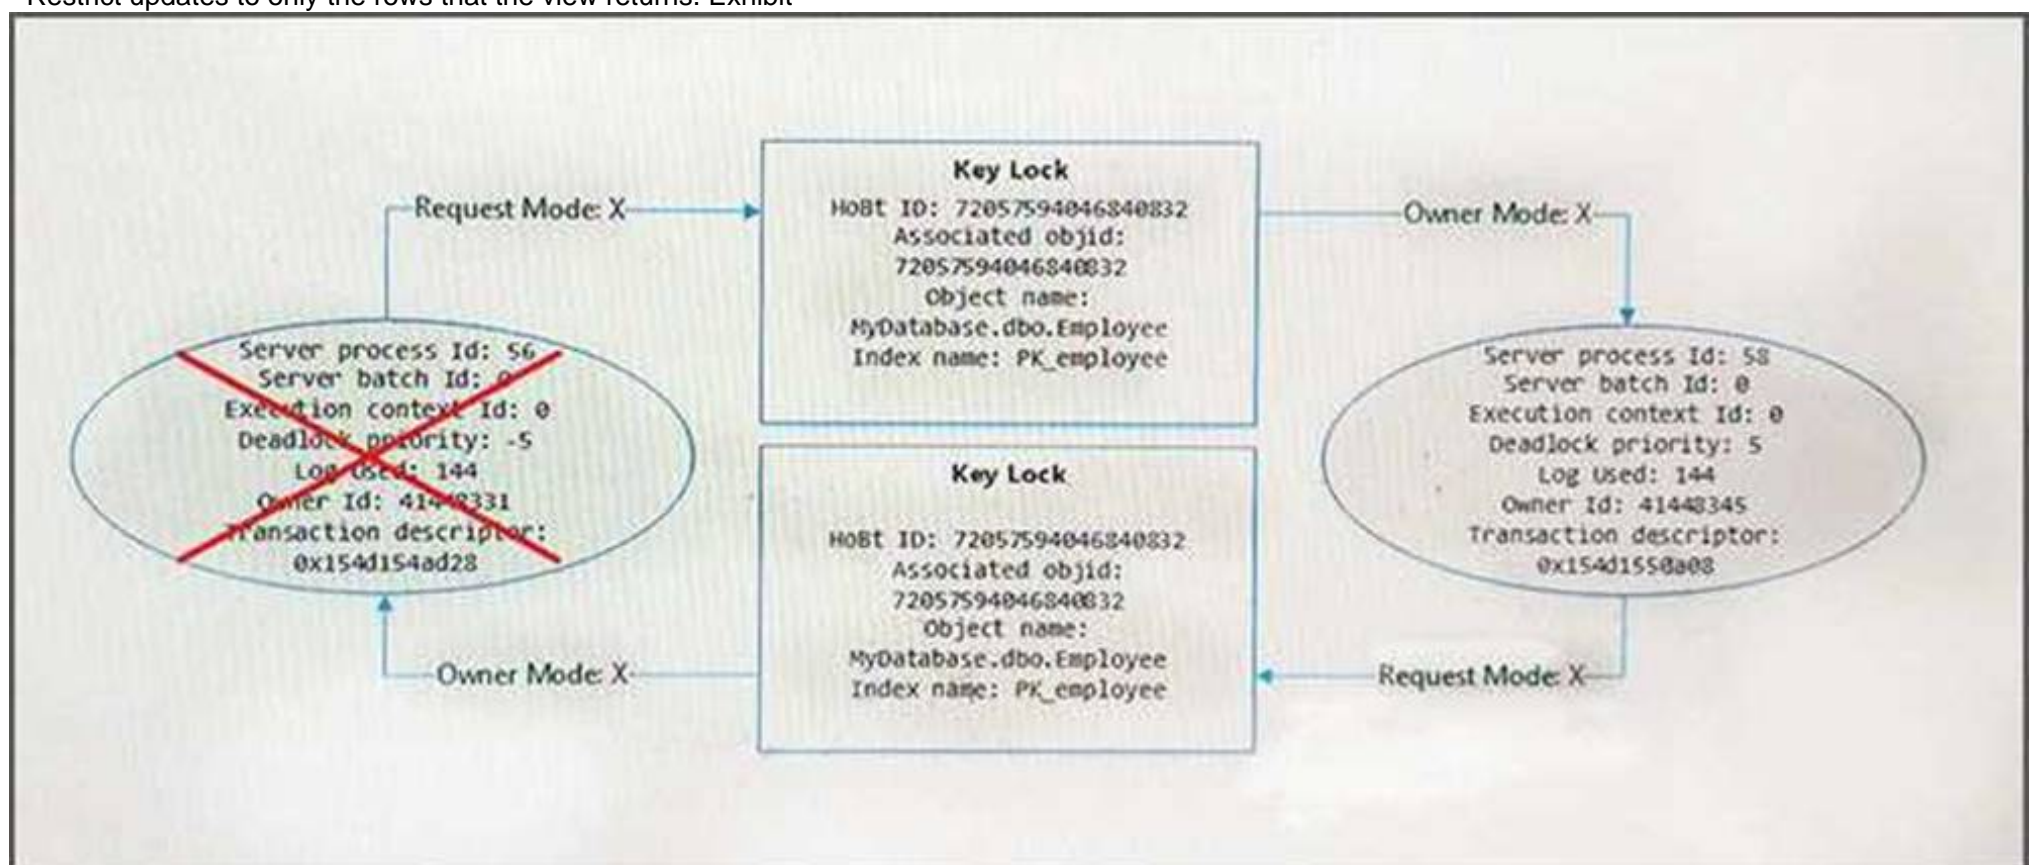 Restrict updates to only the rows that the view returns. Exhibit
Request Mode: X
Key Lock
HoBt ID: 72057594046840832
Associated objid:
72057594046840832
Object name:
MyDatabase.dbo.Employee
Index name: PK_employee
Owner Mode: X
Server process Id: 56
Server batch Id: 0
Execution context Id: 0
Deadlock priority: -5
Log Used: 144
Owner Id: 41448331
Transaction descriptor:
0x154d154ad28
Server process Id: 58
Server batch Id: 0
Execution context Id: 0
Deadlock priority: 5
Log Used: 144
Owner Id: 41448345
Transaction descriptor:
0x154d1550a08
Key Lock
HoBt ID: 72057594046840832
Associated objid:
72057594046840832
Object name:
MyDatabase.dbo.Employee
Index name: PK_employee
Owner Mode: X
Request Mode: X